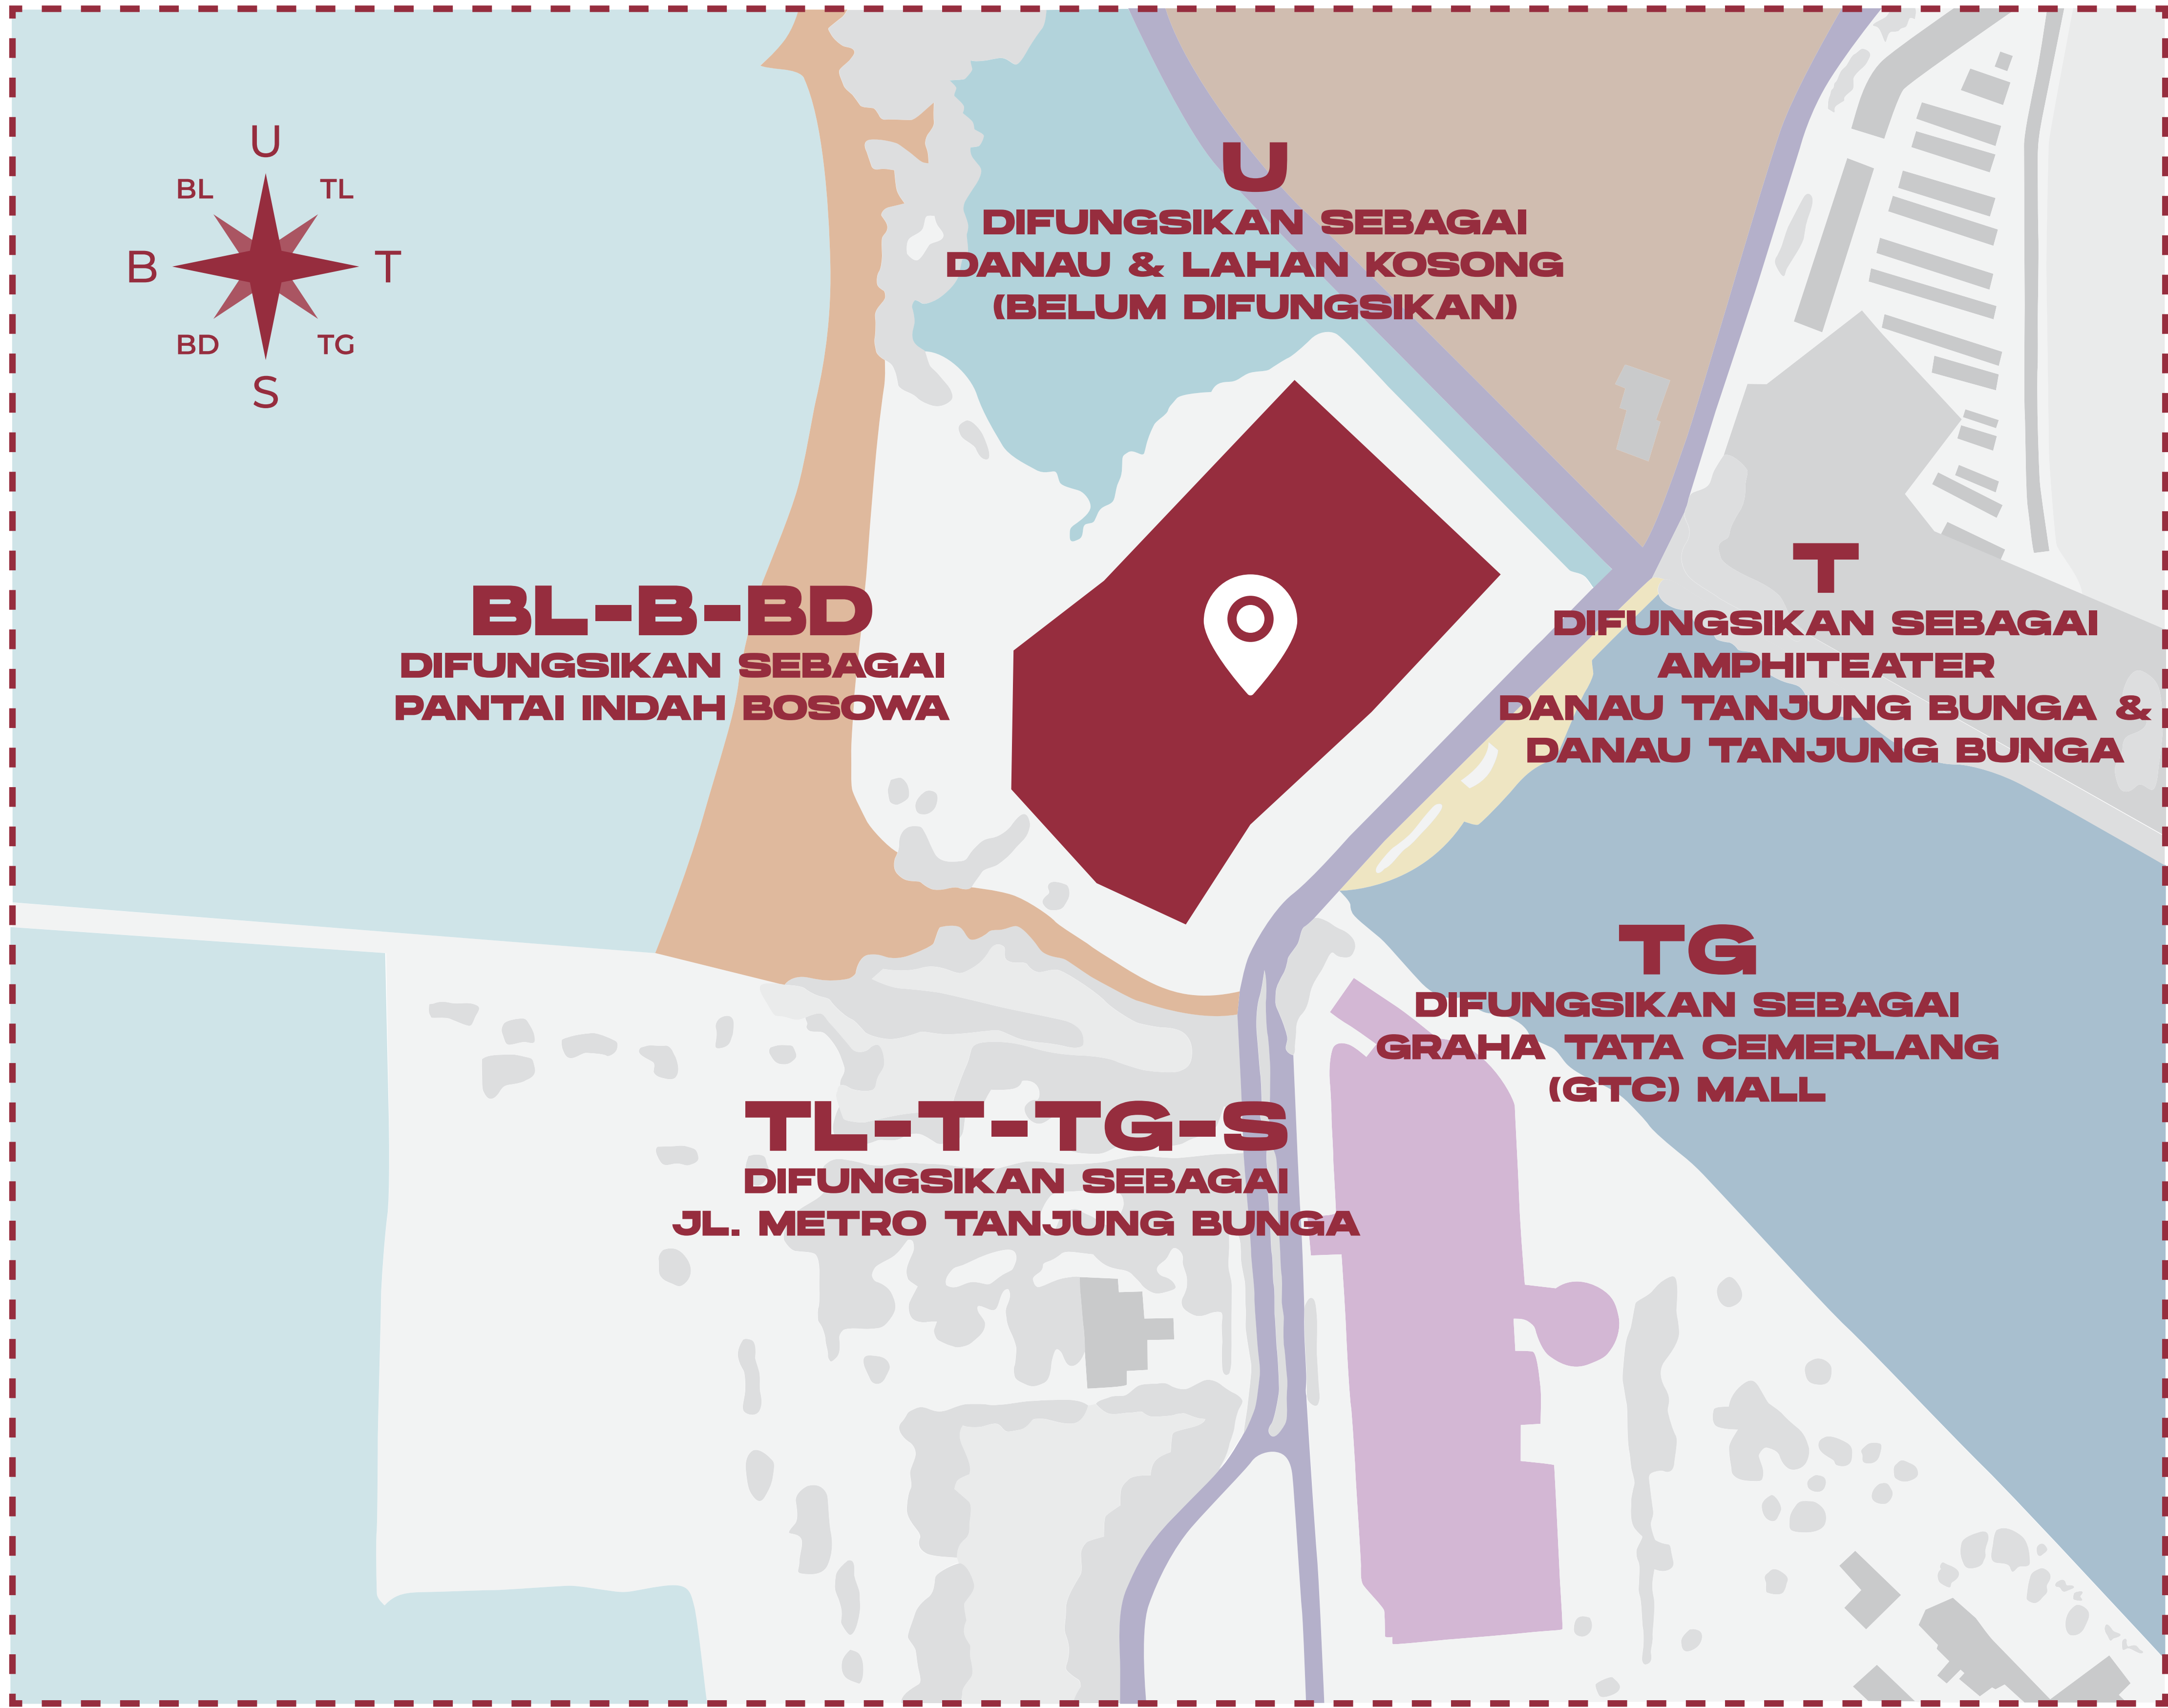 U
BL
TL
B
T
BD
TG
S
U
DIFUNGSIKAN SEBAGAI
DANAU & LAHAN KOSONG
(BELUM DIFUNGSIKAN)
BL-B-BD
DIFUNGSIKAN SEBAGAI
PANTAI INDAH BOSOWA
T
DIFUNGSIKAN SEBAGAI
AMPHITEATER
DANAU TANJUNG BUNGA &
DANAU TANJUNG BUNGA
TG
DIFUNGSIKAN SEBAGAI
GRAHA TATA CEMERLANG
(GTC) MALL
TL-T-TG-S
DIFUNGSIKAN SEBAGAI
JL. METRO TANJUNG BUNGA